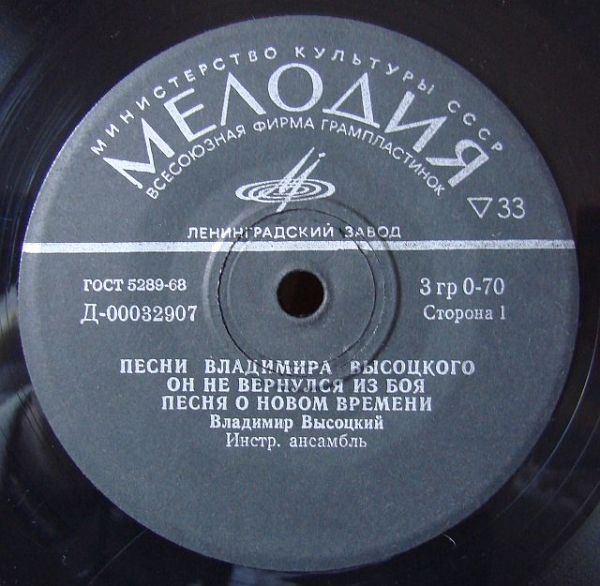 МИНИСТЕРСТВО КУЛЬТУРЫ СССР
МЕЛОДИЯ
ВСЕСОЮЗНАЯ ФИРМА ГРАМПЛАСТИНОК
▽33
ЛЕНИНГРАДСКИЙ ЗАВОД
ГОСТ 5289-68
3 гр 0-70
Д-00032907
Сторона 1
ПЕСНИ ВЛАДИМИРА ВЫСОЦКОГО
ОН НЕ ВЕРНУЛСЯ ИЗ БОЯ
ПЕСНЯ О НОВОМ ВРЕМЕНИ
Владимир Высоцкий
Инстр. ансамбль